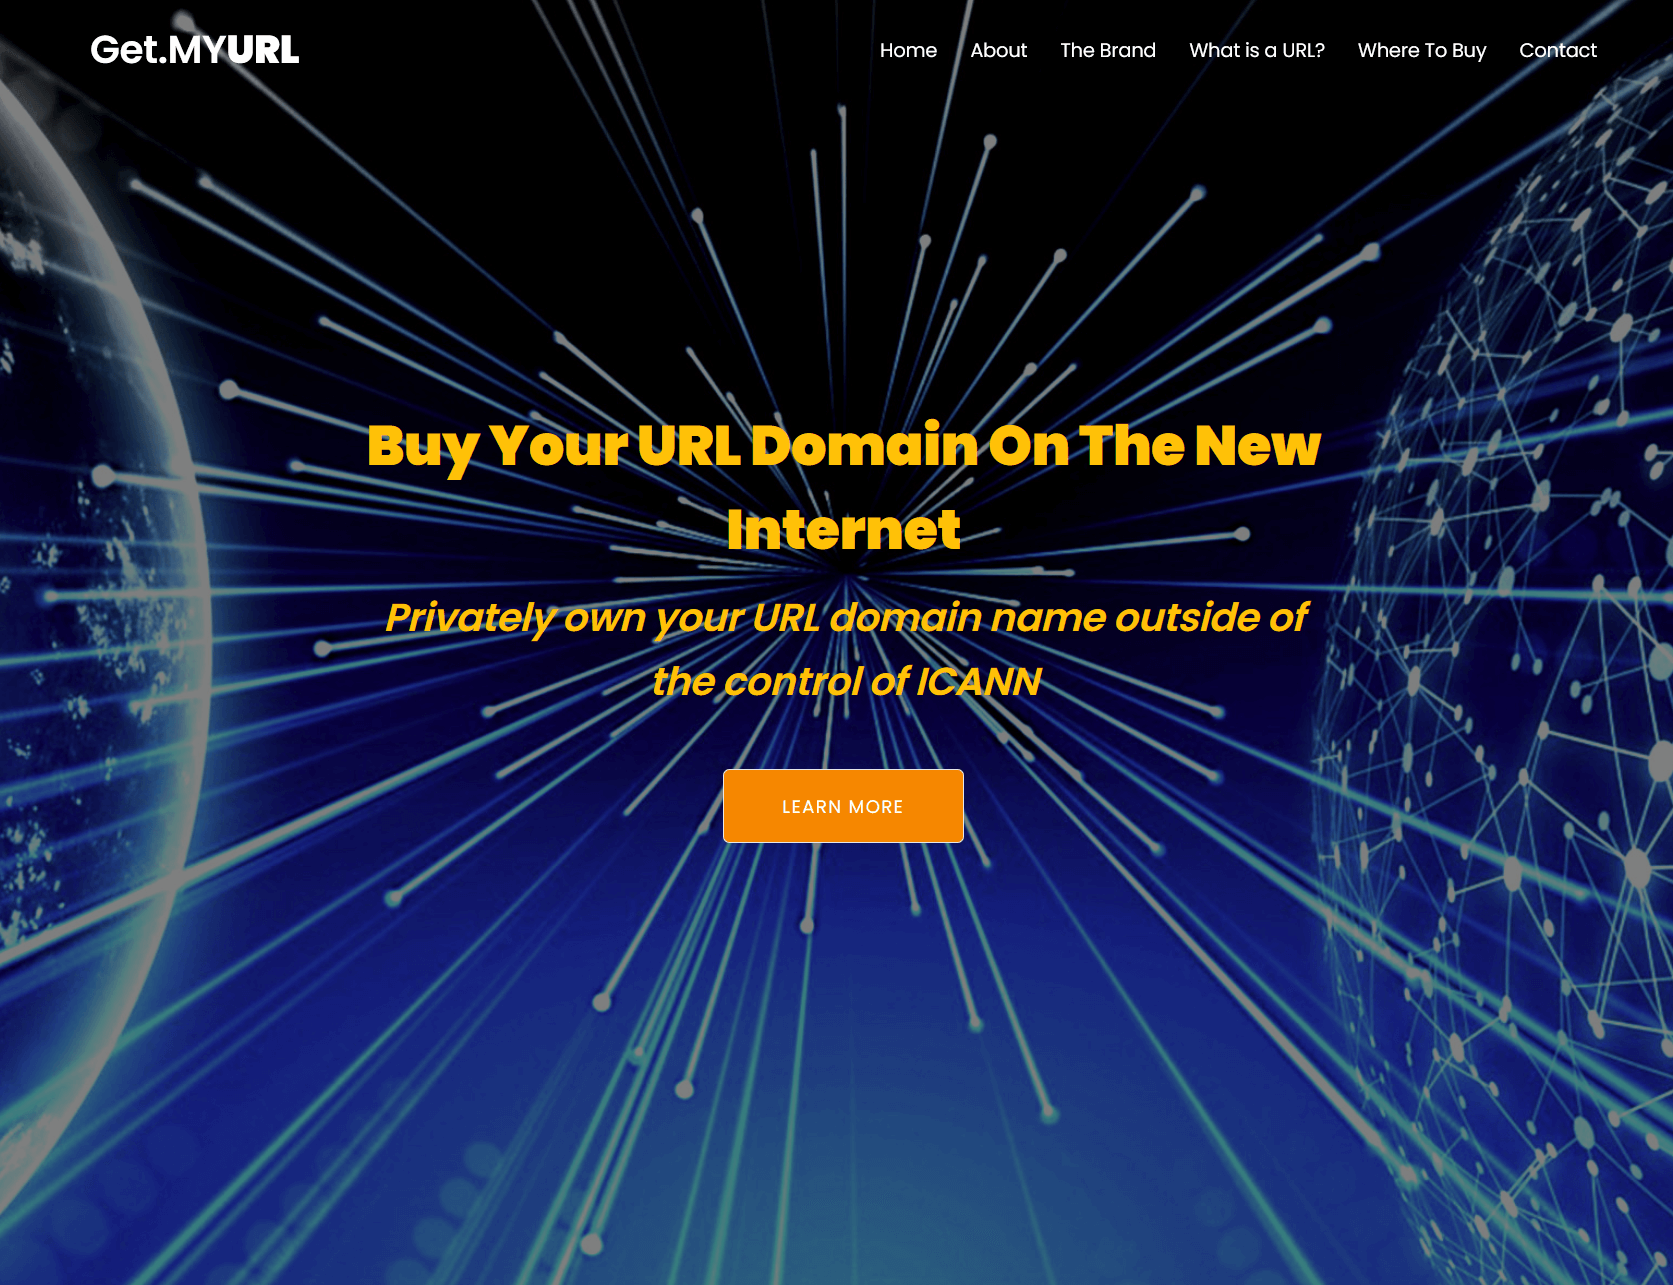 Get.MYURL
Home About The Brand What is a URL? Where To Buy Contact
Buy Your URL Domain On The New
Internet
Privately own your URL domain name outside of
the control of ICANN
LEARN MORE